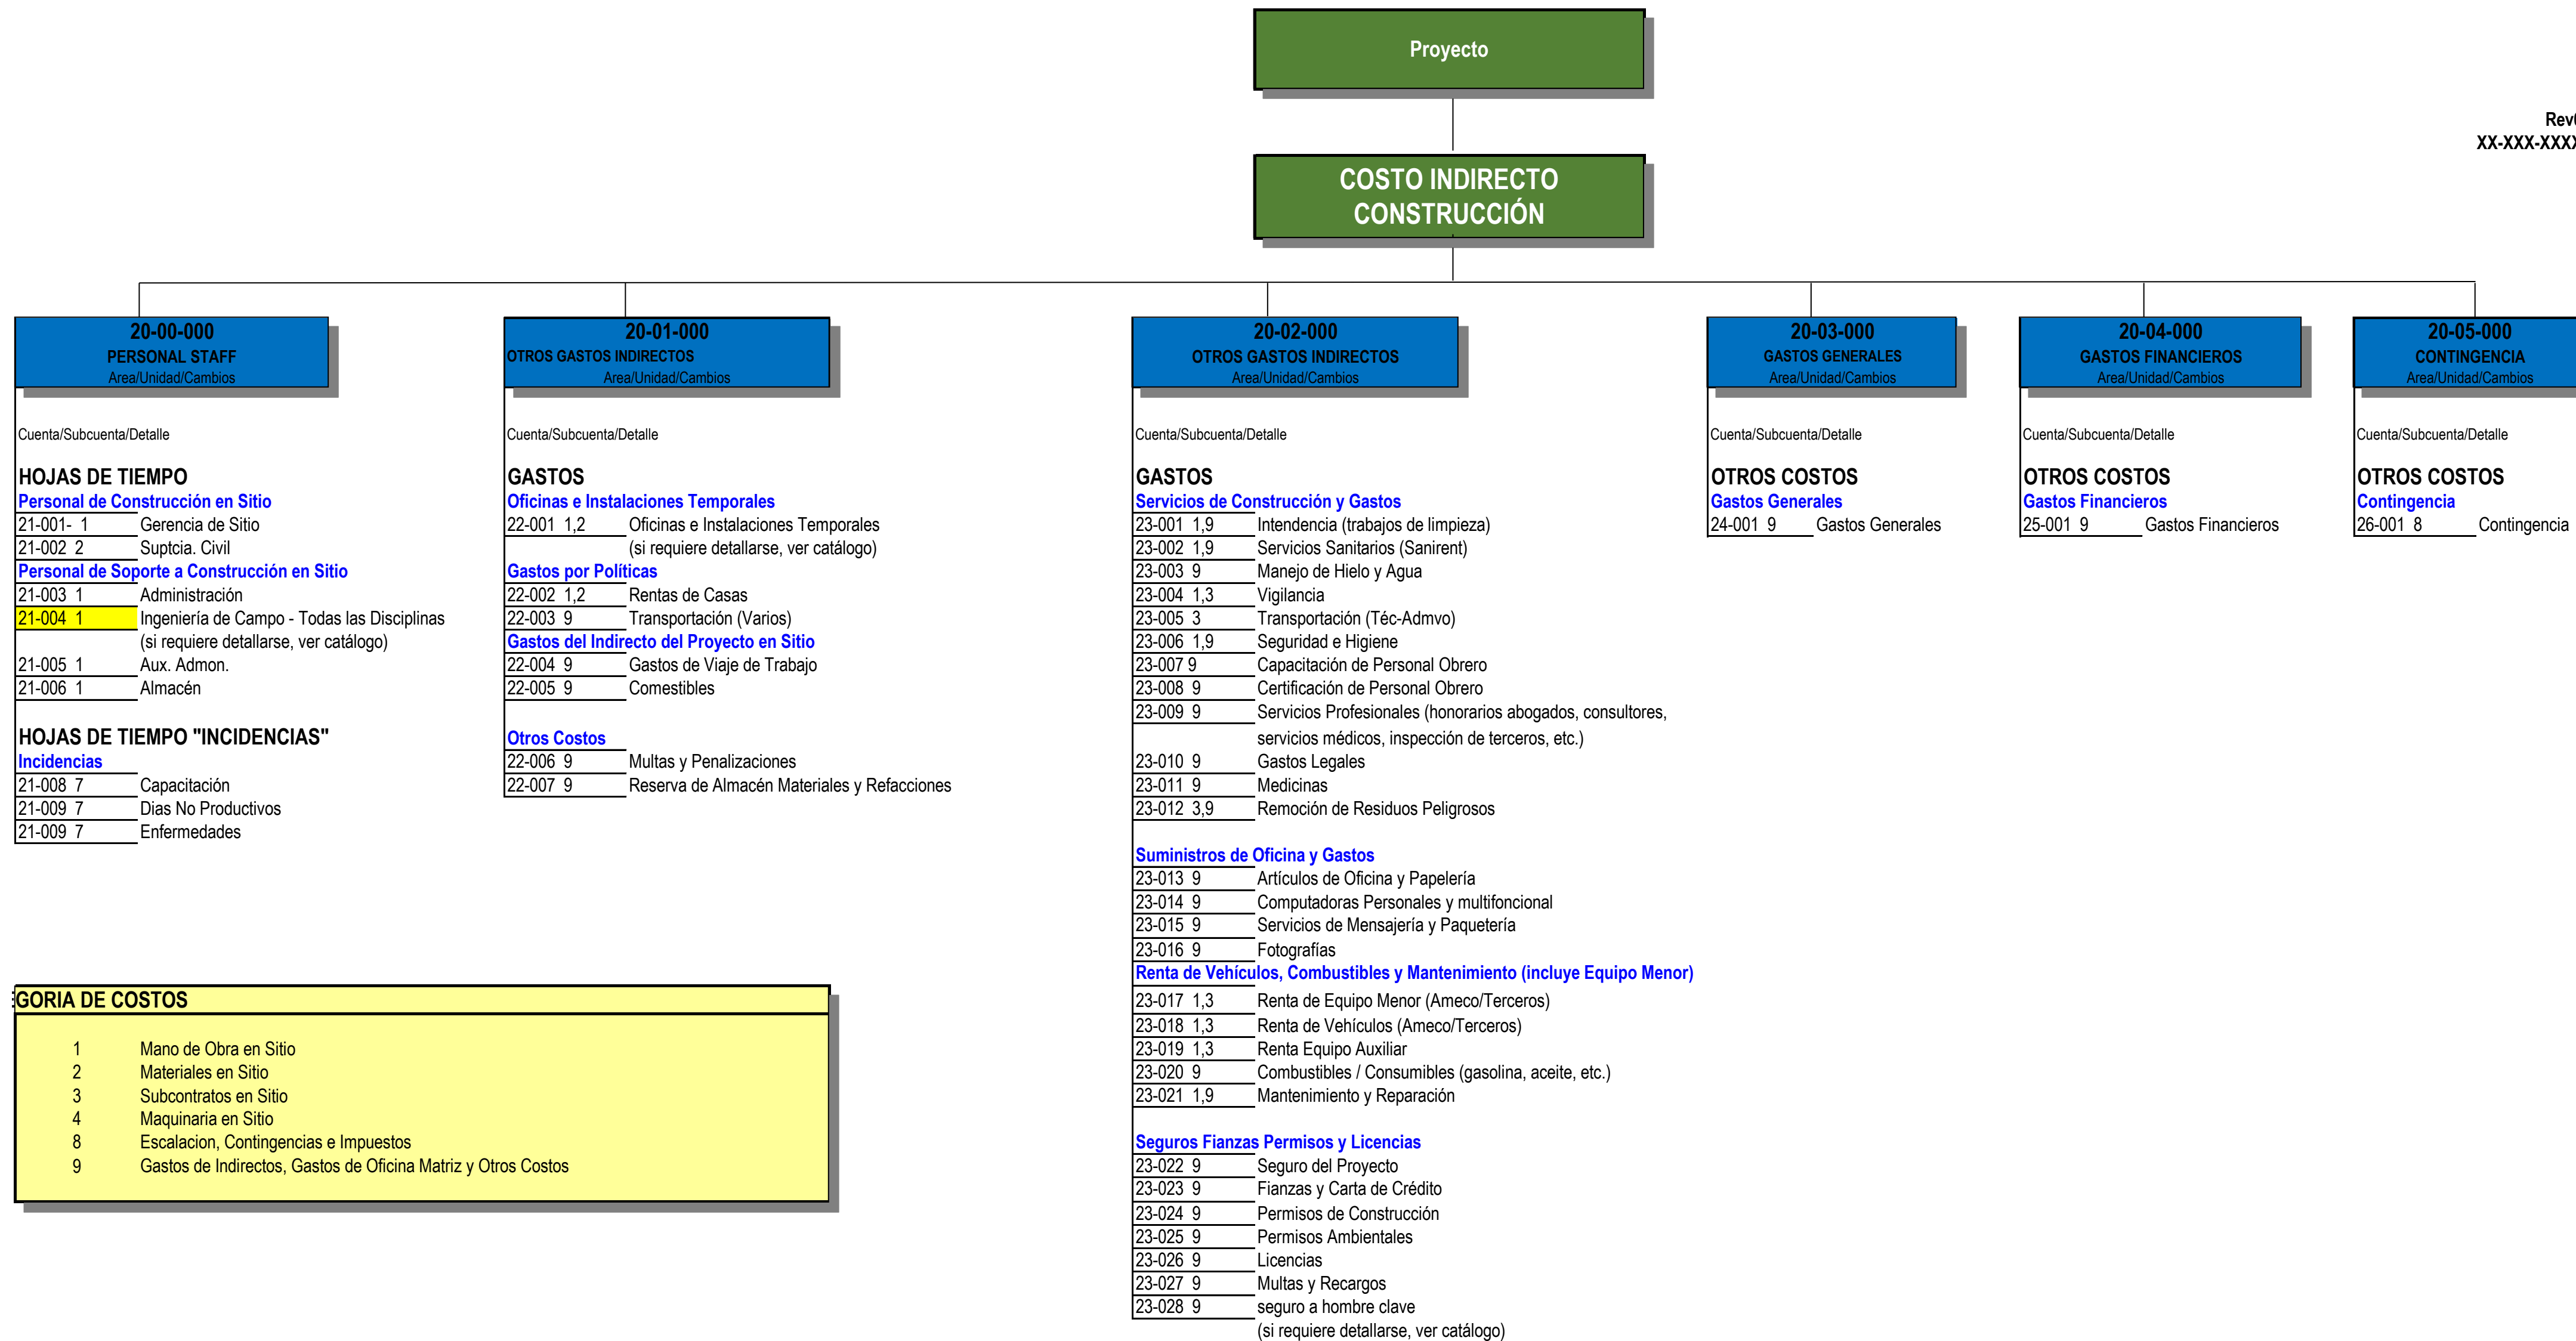 Proyecto
Rev
XX-XXX-XXXX
COSTO INDIRECTO
CONSTRUCCIÓN
20-00-000
PERSONAL STAFF
Area/Unidad/Cambios
Cuenta/Subcuenta/Detalle
HOJAS DE TIEMPO
Personal de Construcción en Sitio
21-001- 1 Gerencia de Sitio
21-002 2 Suptcia. Civil
Personal de Soporte a Construcción en Sitio
21-003 1 Administración
21-004 1 Ingeniería de Campo - Todas las Disciplinas
(si requiere detallarse, ver catálogo)
21-005 1 Aux. Admon.
21-006 1 Almacén
HOJAS DE TIEMPO "INCIDENCIAS"
Incidencias
21-008 7 Capacitación
21-009 7 Dias No Productivos
21-009 7 Enfermedades
20-01-000
OTROS GASTOS INDIRECTOS
Area/Unidad/Cambios
Cuenta/Subcuenta/Detalle
GASTOS
Oficinas e Instalaciones Temporales
22-001 1,2 Oficinas e Instalaciones Temporales
(si requiere detallarse, ver catálogo)
Gastos por Políticas
22-002 1,2 Rentas de Casas
22-003 9 Transportación (Varios)
Gastos del Indirecto del Proyecto en Sitio
22-004 9 Gastos de Viaje de Trabajo
22-005 9 Comestibles
Otros Costos
22-006 9 Multas y Penalizaciones
22-007 9 Reserva de Almacén Materiales y Refacciones
20-02-000
OTROS GASTOS INDIRECTOS
Area/Unidad/Cambios
Cuenta/Subcuenta/Detalle
GASTOS
Servicios de Construcción y Gastos
23-001 1,9 Intendencia (trabajos de limpieza)
23-002 1,9 Servicios Sanitarios (Sanirent)
23-003 9 Manejo de Hielo y Agua
23-004 1,3 Vigilancia
23-005 3 Transportación (Téc-Admvo)
23-006 1,9 Seguridad e Higiene
23-007 9 Capacitación de Personal Obrero
23-008 9 Certificación de Personal Obrero
23-009 9 Servicios Profesionales (honorarios abogados, consultores,
servicios médicos, inspección de terceros, etc.)
23-010 9 Gastos Legales
23-011 9 Medicinas
23-012 3,9 Remoción de Residuos Peligrosos
Suministros de Oficina y Gastos
23-013 9 Artículos de Oficina y Papelería
23-014 9 Computadoras Personales y multifoncional
23-015 9 Servicios de Mensajería y Paquetería
23-016 9 Fotografías
Renta de Vehículos, Combustibles y Mantenimiento (incluye Equipo Menor)
23-017 1,3 Renta de Equipo Menor (Ameco/Terceros)
23-018 1,3 Renta de Vehículos (Ameco/Terceros)
23-019 1,3 Renta Equipo Auxiliar
23-020 9 Combustibles / Consumibles (gasolina, aceite, etc.)
23-021 1,9 Mantenimiento y Reparación
Seguros Fianzas Permisos y Licencias
23-022 9 Seguro del Proyecto
23-023 9 Fianzas y Carta de Crédito
23-024 9 Permisos de Construcción
23-025 9 Permisos Ambientales
23-026 9 Licencias
23-027 9 Multas y Recargos
23-028 9 seguro a hombre clave
(si requiere detallarse, ver catálogo)
20-03-000
GASTOS GENERALES
Area/Unidad/Cambios
Cuenta/Subcuenta/Detalle
OTROS COSTOS
Gastos Generales
24-001 9 Gastos Generales
20-04-000
GASTOS FINANCIEROS
Area/Unidad/Cambios
Cuenta/Subcuenta/Detalle
OTROS COSTOS
Gastos Financieros
25-001 9 Gastos Financieros
20-05-000
CONTINGENCIA
Area/Unidad/Cambios
Cuenta/Subcuenta/Detalle
OTROS COSTOS
Contingencia
26-001 8 Contingencia
GORIA DE COSTOS
1 Mano de Obra en Sitio
2 Materiales en Sitio
3 Subcontratos en Sitio
4 Maquinaria en Sitio
8 Escalacion, Contingencias e Impuestos
9 Gastos de Indirectos, Gastos de Oficina Matriz y Otros Costos